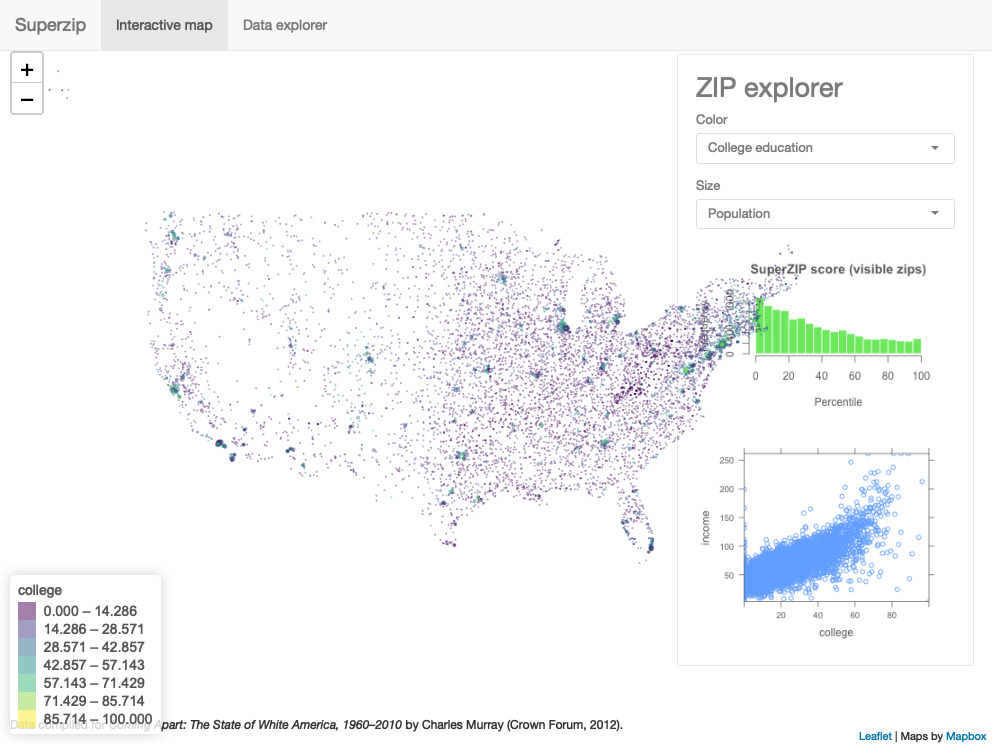 Superzip
Interactive map
Data explorer
+
−
ZIP explorer
Color
College education
Size
Population
SuperZIP score (visible zips)
0
0 20 40 60 80 100
Percentile
250
200
150
100
50
income
20 40 60 80
college
college
0.000 – 14.286
14.286 – 28.571
28.571 – 42.857
42.857 – 57.143
57.143 – 71.429
71.429 – 85.714
85.714 – 100.000
Data compiled for Coming Apart: The State of White America, 1960–2010 by Charles Murray (Crown Forum, 2012).
Leaflet | Maps by Mapbox